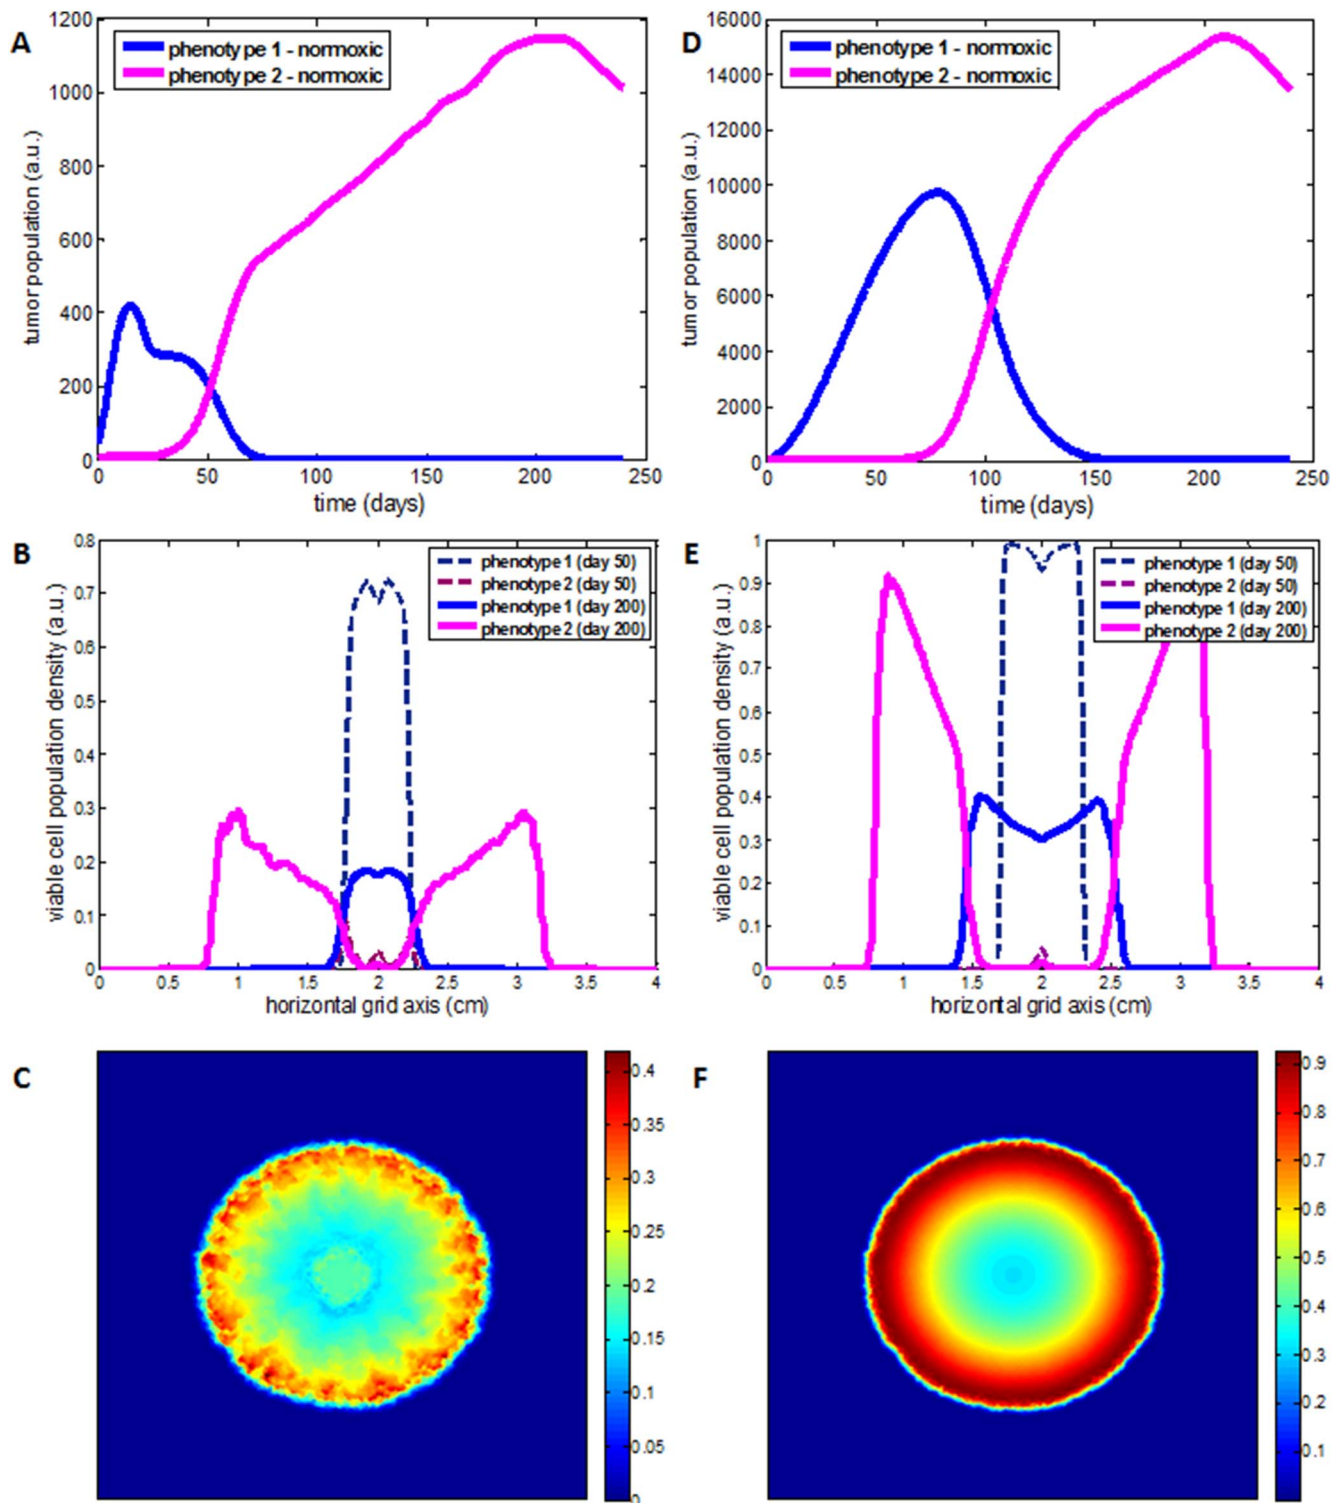 A
phenotype 1 - normoxic
phenotype 2 - normoxic
1200
1000
800
600
400
200
0
tumor population (a.u.)
0 50 100 150 200 250
time (days)
D
phenotype 1 - normoxic
phenotype 2 - normoxic
16000
14000
12000
10000
8000
6000
4000
2000
0
tumor population (a.u.)
0 50 100 150 200 250
time (days)
B
phenotype 1 (day 50)
phenotype 2 (day 50)
phenotype 1 (day 200)
phenotype 2 (day 200)
0.8
0.7
0.6
0.5
0.4
0.3
0.2
0.1
0
viable cell population density (a.u.)
0 0.5 1 1.5 2 2.5 3 3.5 4
horizontal grid axis (cm)
E
phenotype 1 (day 50)
phenotype 2 (day 50)
phenotype 1 (day 200)
phenotype 2 (day 200)
1
0.9
0.8
0.7
0.6
0.5
0.4
0.3
0.2
0.1
0
viable cell population density (a.u.)
0 0.5 1 1.5 2 2.5 3 3.5 4
horizontal grid axis (cm)
C
0.4
0.35
0.3
0.25
0.2
0.15
0.1
0.05
0
F
0.9
0.8
0.7
0.6
0.5
0.4
0.3
0.2
0.1